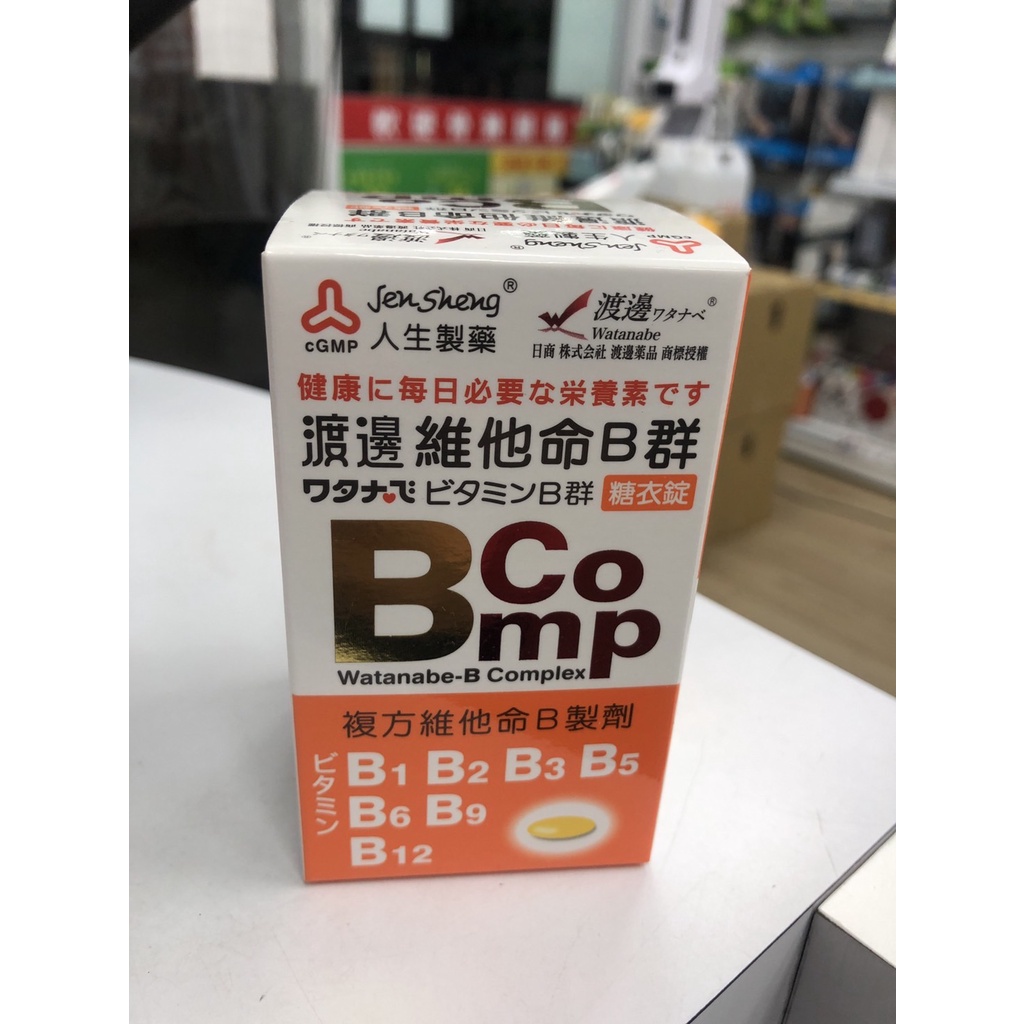 Jen Sheng®
人生製藥
cGMP
渡邊ワタナベ®
Watanabe
日商 株式会社 渡邊薬品 商標授權
健康に每日必要な栄養素です
渡邊 維他命B群
ワタナベ ビタミンB群 糖衣錠
B Comp
Watanabe-B Complex
複方維他命B製劑
ビタミン
B1 B2 B3 B5
B6 B9
B12